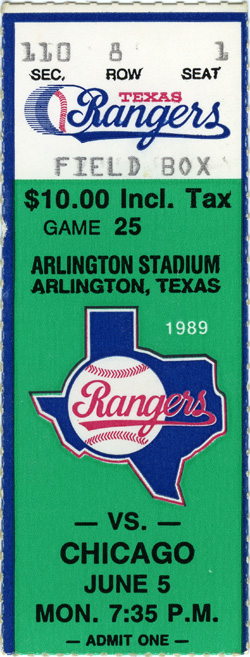 110 8 1
SEC. ROW SEAT
TEXAS
Rangers
FIELD BOX
$10.00 Incl. Tax
GAME 25
ARLINGTON STADIUM
ARLINGTON, TEXAS
1989
Rangers
— VS. —
CHICAGO
JUNE 5
MON. 7:35 P.M.
— ADMIT ONE —